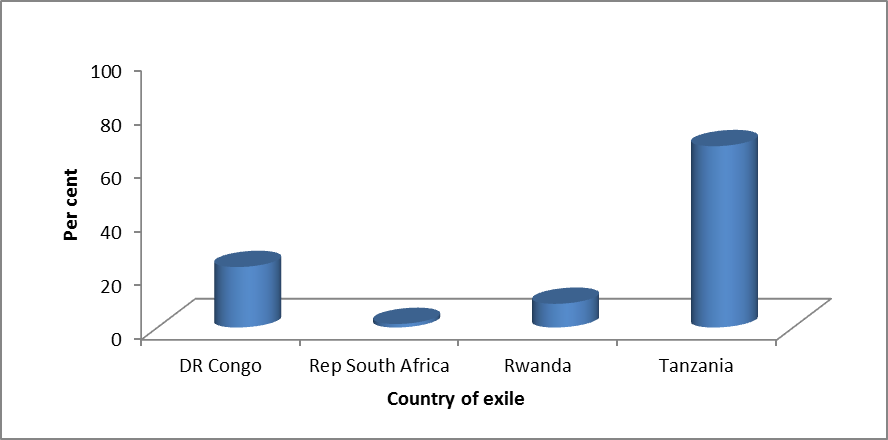 100
80
60
40
20
0
Per cent
DR Congo
Rep South Africa
Rwanda
Tanzania
Country of exile